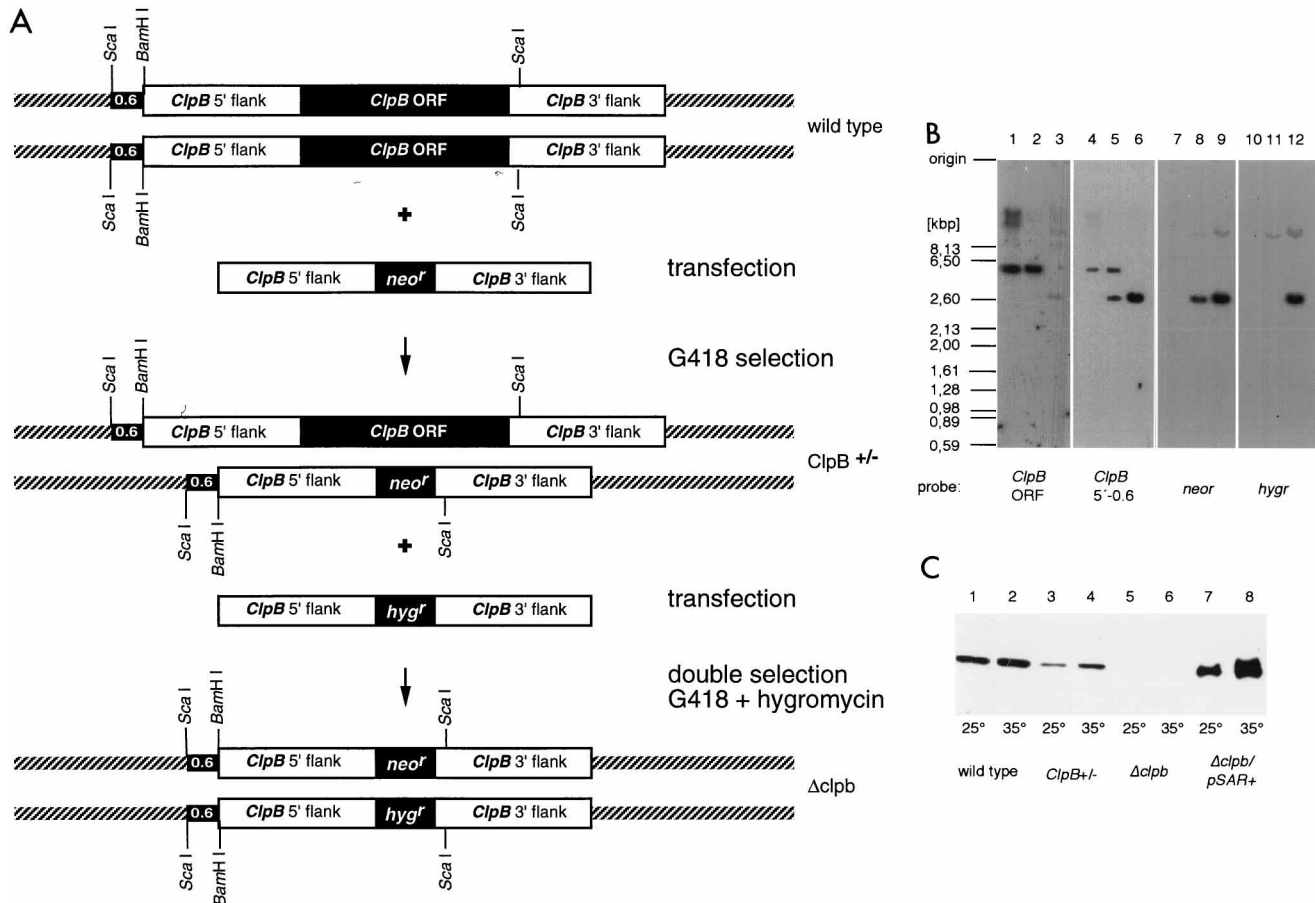 A
Sca I
BamH I
Sca I
0.6
ClpB 5' flank
ClpB ORF
ClpB 3' flank
wild type
0.6
ClpB 5' flank
ClpB ORF
ClpB 3' flank
Sca I
BamH I
Sca I
+
transfection
ClpB 5' flank
neor
ClpB 3' flank
G418 selection
Sca I
BamH I
Sca I
0.6
ClpB 5' flank
ClpB ORF
ClpB 3' flank
ClpB +/-
0.6
ClpB 5' flank
neor
ClpB 3' flank
Sca I
BamH I
Sca I
+
transfection
ClpB 5' flank
hygr
ClpB 3' flank
double selection
G418 + hygromycin
Sca I
BamH I
Sca I
0.6
ClpB 5' flank
neor
ClpB 3' flank
Δclpb
0.6
ClpB 5' flank
hygr
ClpB 3' flank
Sca I
BamH I
Sca I
B
1 2 3 4 5 6 7 8 9 10 11 12
origin
[kbp]
8,13
6,50
2,60
2,13
2,00
1,61
1,28
0,98
0,89
0,59
probe:
ClpB
ORF
ClpB
5´-0.6
neor
hygr
C
1 2 3 4 5 6 7 8
25° 35° 25° 35° 25° 35° 25° 35°
wild type
ClpB+/-
Δclpb
Δclpb/
pSAR+